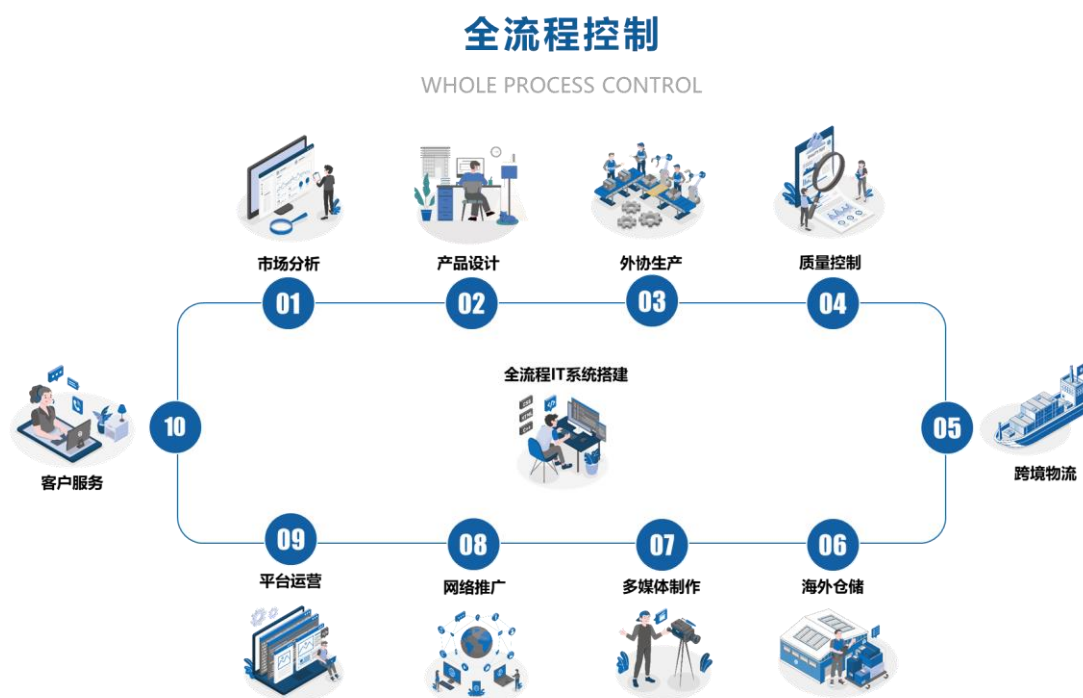 全流程控制
WHOLE PROCESS CONTROL
市场分析
产品设计
外协生产
质量控制
01
02
03
04
全流程IT系统搭建
CSS
HTML
C++
10
05
客户服务
跨境物流
09
08
07
06
平台运营
网络推广
多媒体制作
海外仓储